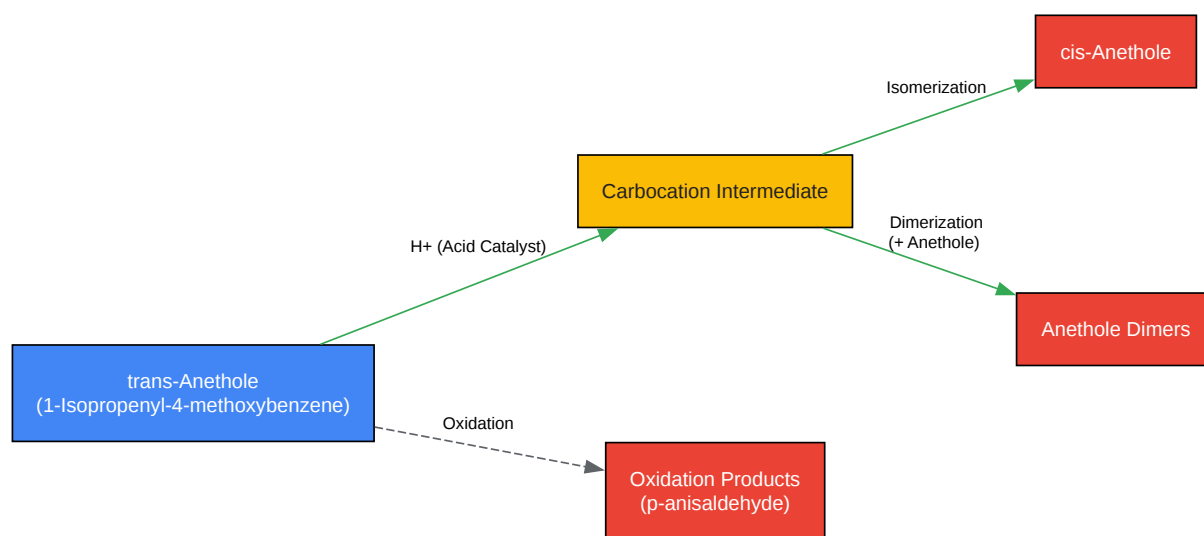 cis-Anethole
Isomerization
Carbocation Intermediate
Dimerization
(+ Anethole)
H+ (Acid Catalyst)
Anethole Dimers
trans-Anethole
(1-Isopropenyl-4-methoxybenzene)
Oxidation
Oxidation Products
(p-anisaldehyde)